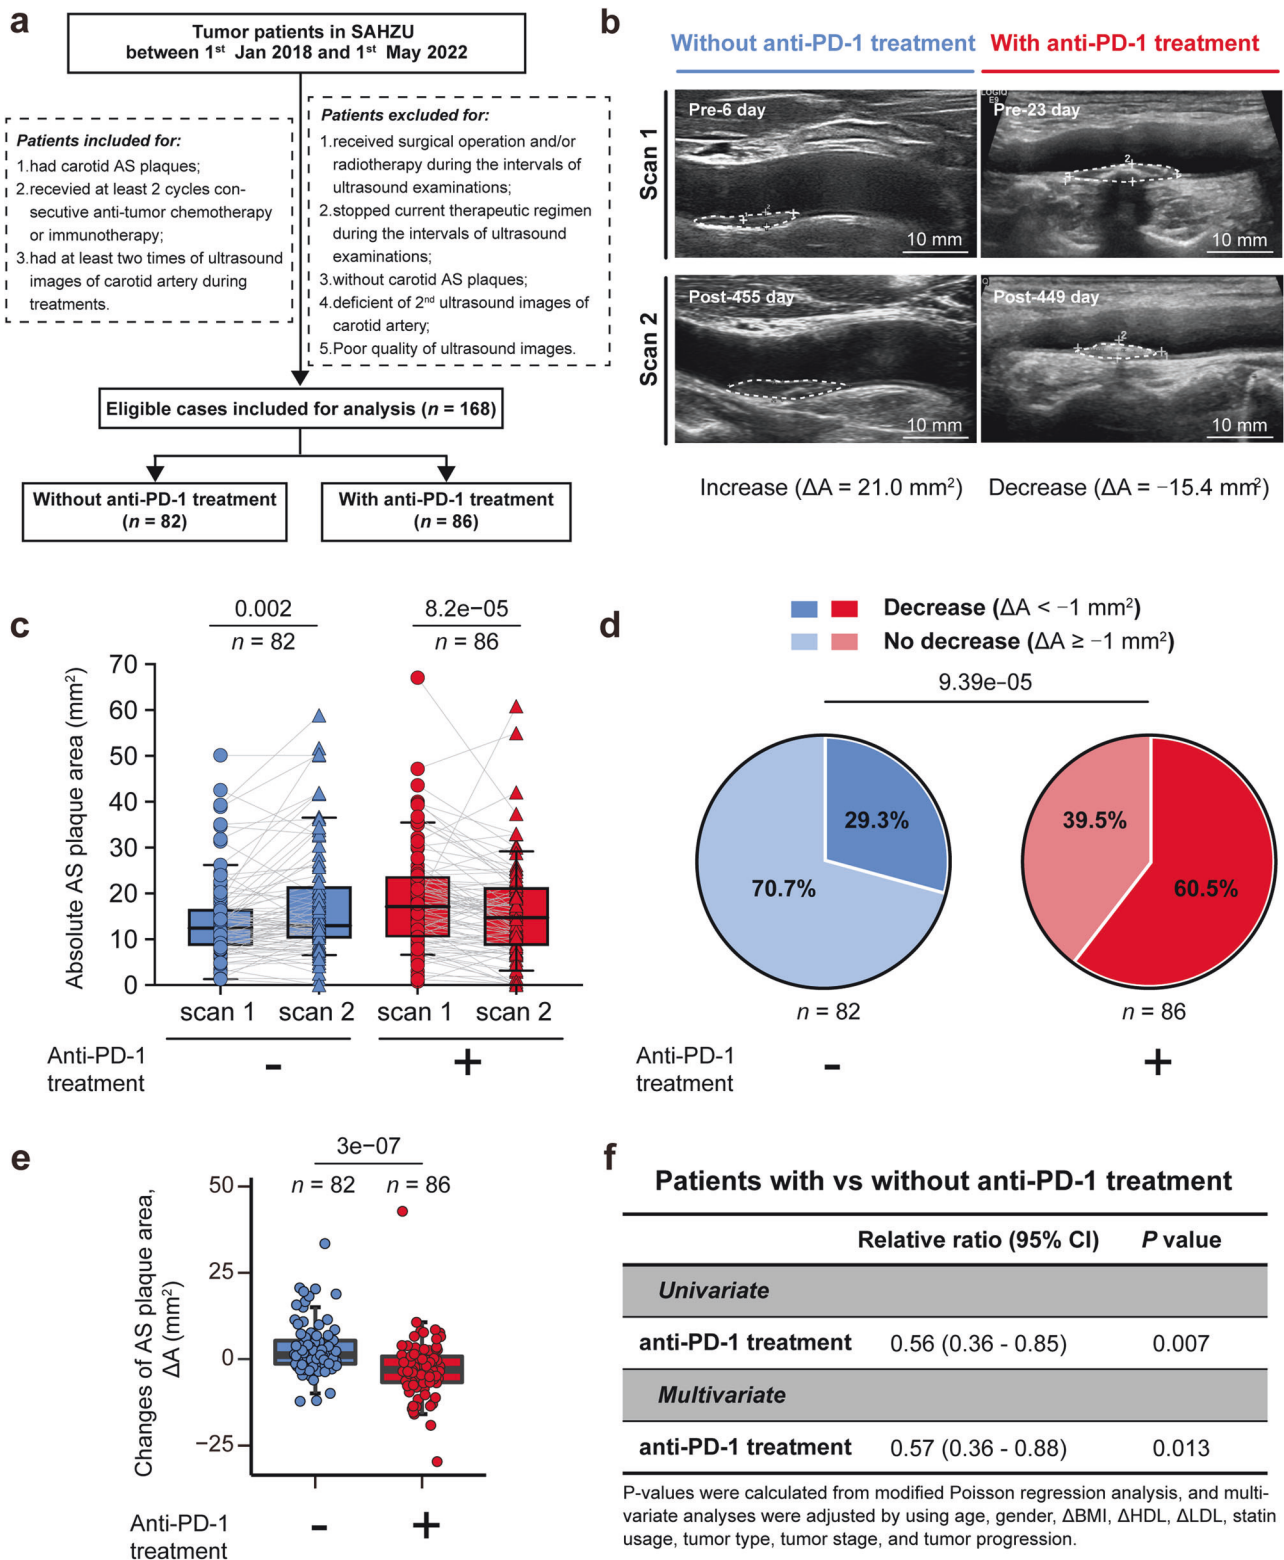 a
Tumor patients in SAHZU
between 1st Jan 2018 and 1st May 2022
Patients included for:
1.had carotid AS plaques;
2.recevied at least 2 cycles con-
secutive anti-tumor chemotherapy
or immunotherapy;
3.had at least two times of ultrasound
images of carotid artery during
treatments.
Patients excluded for:
1.received surgical operation and/or
radiotherapy during the intervals of
ultrasound examinations;
2.stopped current therapeutic regimen
during the intervals of ultrasound
examinations;
3.without carotid AS plaques;
4.deficient of 2nd ultrasound images of
carotid artery;
5.Poor quality of ultrasound images.
Eligible cases included for analysis (n = 168)
Without anti-PD-1 treatment
(n = 82)
With anti-PD-1 treatment
(n = 86)
b
Without anti-PD-1 treatment
With anti-PD-1 treatment
Scan 1
Pre-6 day
10 mm
LOGIQ
E9
Pre-23 day
10 mm
Scan 2
Post-455 day
10 mm
Post-449 day
10 mm
Increase (ΔA = 21.0 mm²)
Decrease (ΔA = −15.4 mm²)
c
0.002
n = 82
8.2e−05
n = 86
Absolute AS plaque area (mm²)
70
60
50
40
30
20
10
0
scan 1
scan 2
scan 1
scan 2
Anti-PD-1
treatment
-
+
d
Decrease (ΔA < −1 mm²)
No decrease (ΔA ≥ −1 mm²)
9.39e−05
29.3%
70.7%
39.5%
60.5%
n = 82
n = 86
Anti-PD-1
treatment
-
+
e
3e−07
n = 82
n = 86
Changes of AS plaque area,
ΔA (mm²)
50
25
0
−25
Anti-PD-1
treatment
-
+
f
Patients with vs without anti-PD-1 treatment
Relative ratio (95% CI) P value
Univariate
anti-PD-1 treatment 0.56 (0.36 - 0.85) 0.007
Multivariate
anti-PD-1 treatment 0.57 (0.36 - 0.88) 0.013
P-values were calculated from modified Poisson regression analysis, and multi-
variate analyses were adjusted by using age, gender, ΔBMI, ΔHDL, ΔLDL, statin
usage, tumor type, tumor stage, and tumor progression.